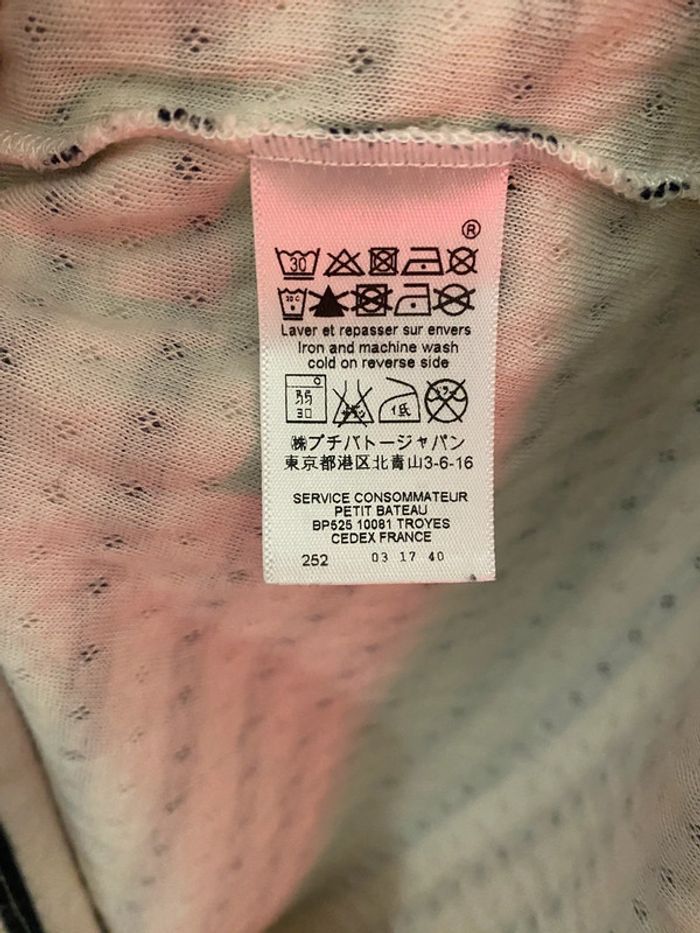 ®
30
30 C
Laver et repasser sur envers
Iron and machine wash
cold on reverse side
弱
30
低
㈱プチバトージャパン
東京都港区北青山3-6-16
SERVICE CONSOMMATEUR
PETIT BATEAU
BP525 10081 TROYES
CEDEX FRANCE
252 03 17 40